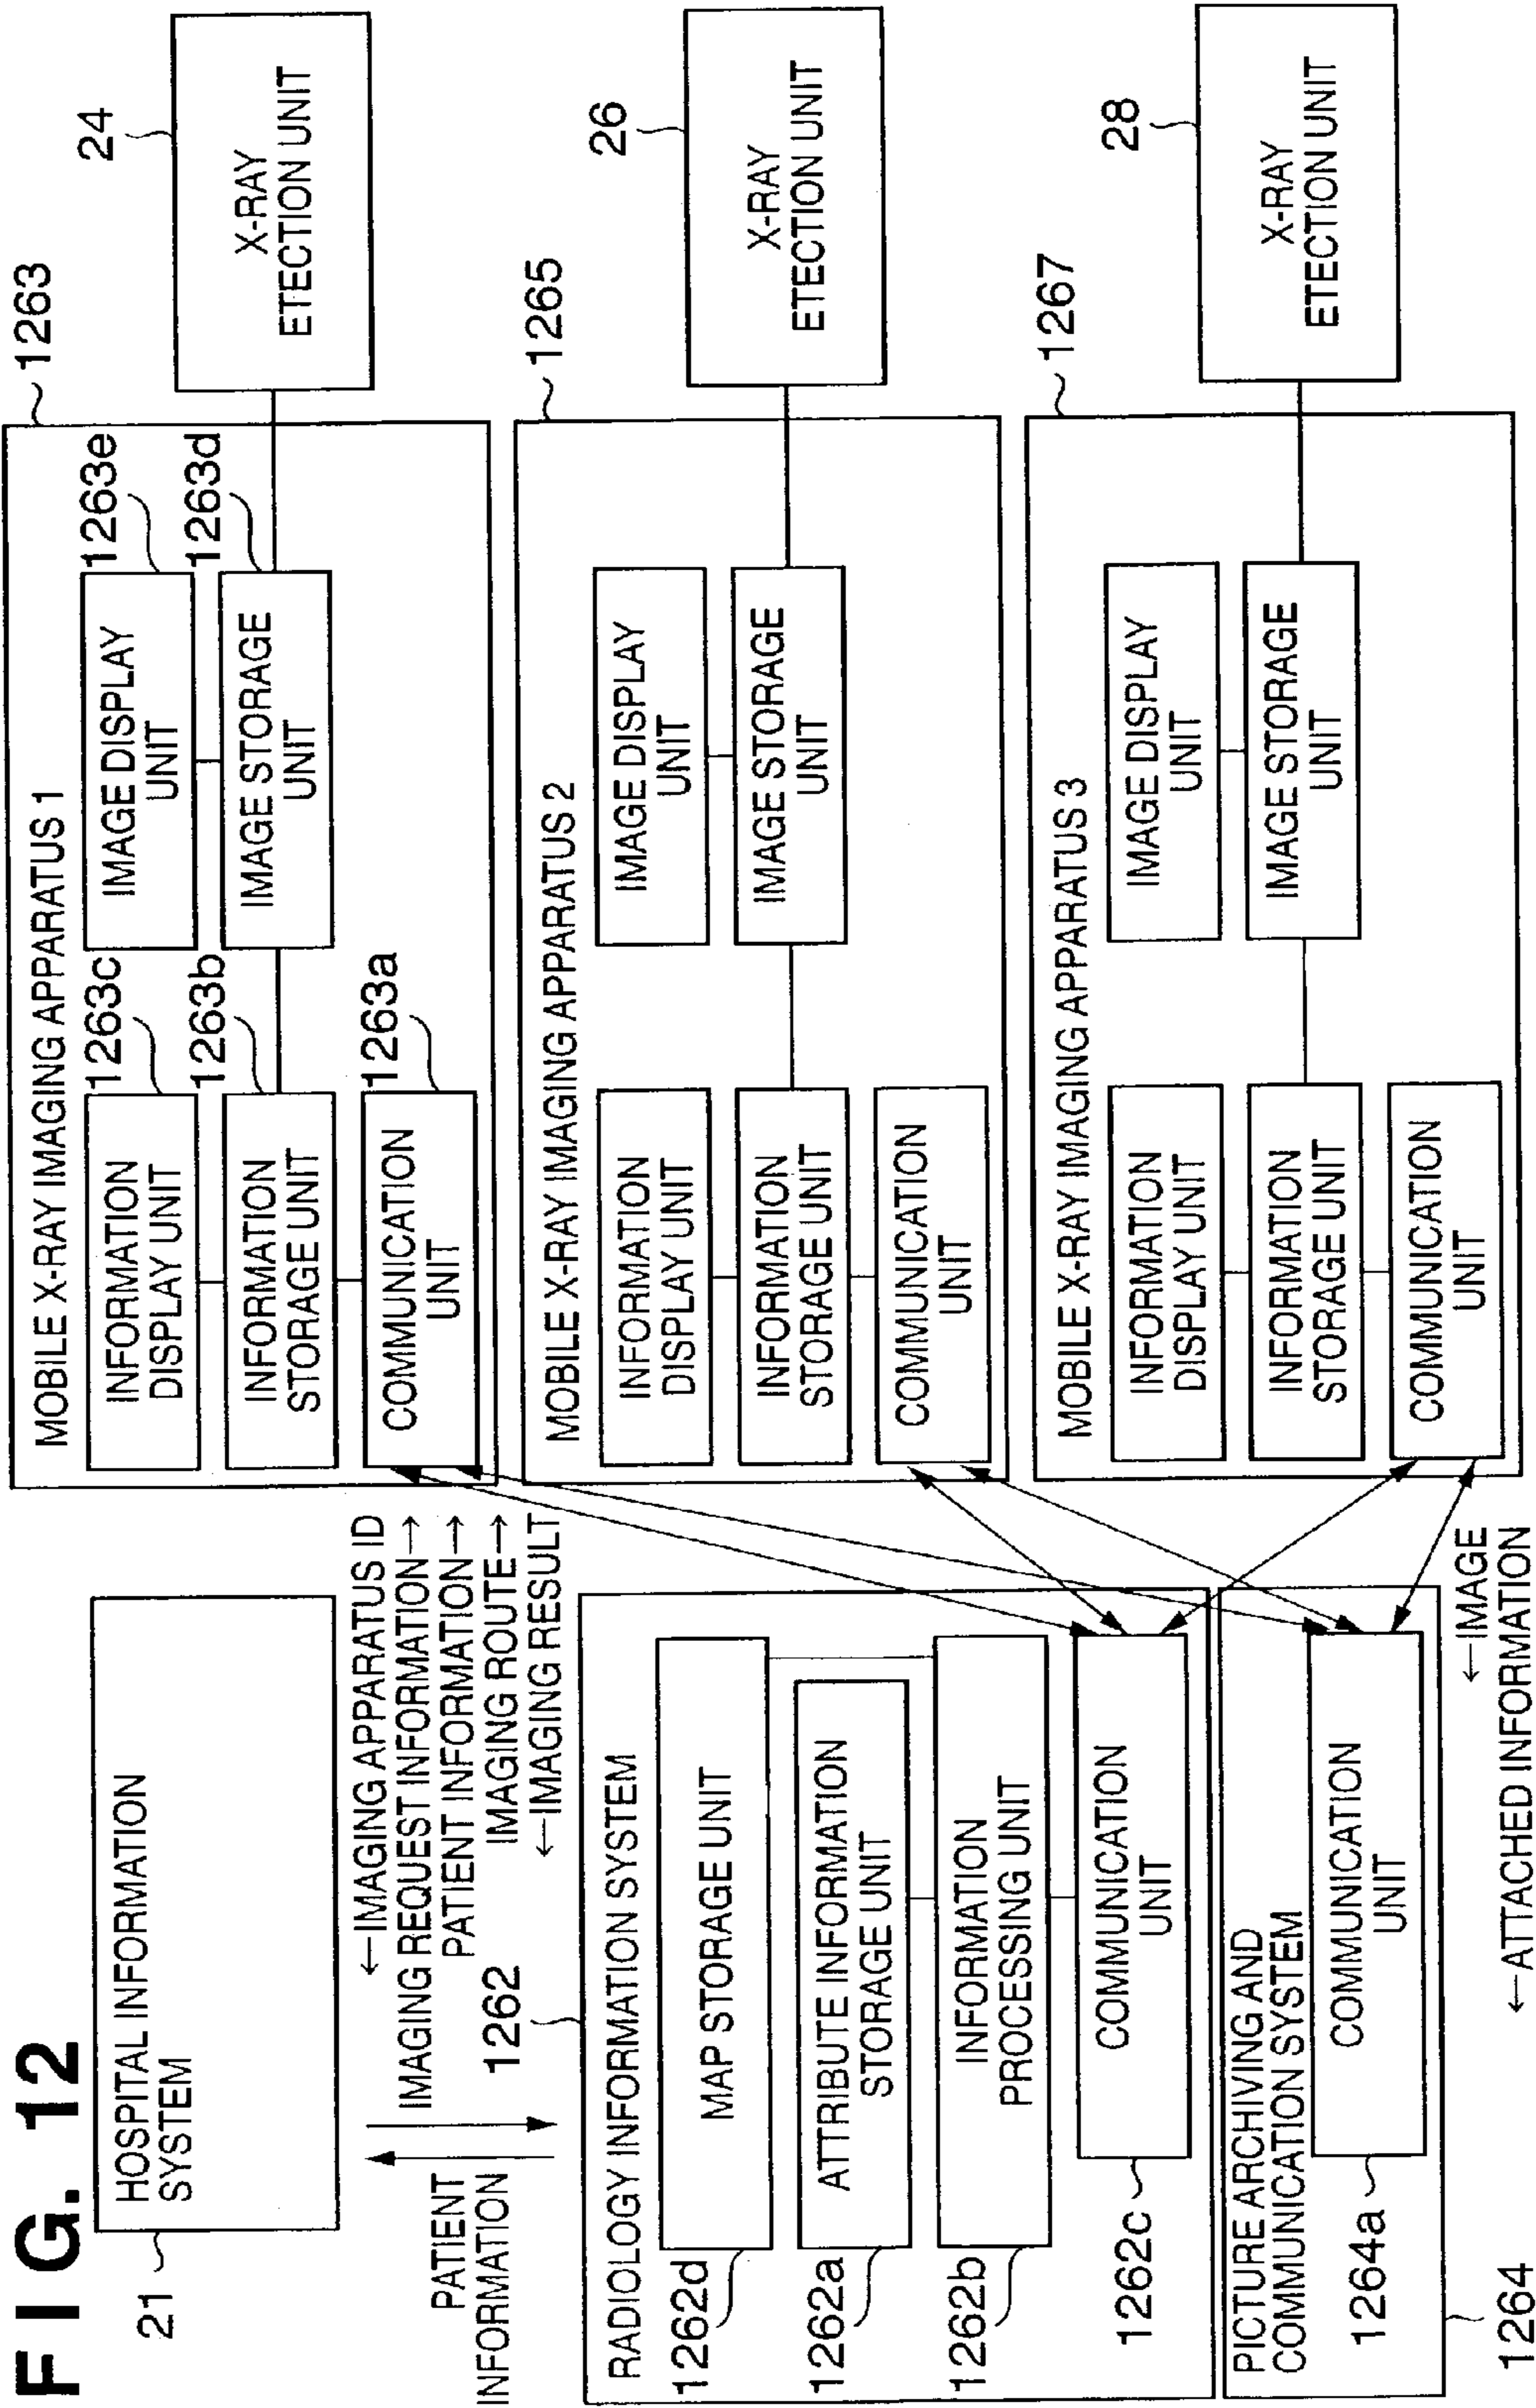 FIG. 12
21
HOSPITAL INFORMATION
SYSTEM
PATIENT
INFORMATION
←IMAGING APPARATUS ID
IMAGING REQUEST INFORMATION→
PATIENT INFORMATION→
IMAGING ROUTE→
←IMAGING RESULT
1262
RADIOLOGY INFORMATION SYSTEM
1262d
MAP STORAGE UNIT
1262a
ATTRIBUTE INFORMATION
STORAGE UNIT
1262b
INFORMATION
PROCESSING UNIT
1262c
COMMUNICATION
UNIT
PICTURE ARCHIVING AND
COMMUNICATION SYSTEM
1264a
COMMUNICATION
UNIT
1264
←IMAGE
←ATTACHED INFORMATION
MOBILE X-RAY IMAGING APPARATUS 1
1263
1263c
INFORMATION
DISPLAY UNIT
1263b
INFORMATION
STORAGE UNIT
1263a
COMMUNICATION
UNIT
1263e
IMAGE DISPLAY
UNIT
1263d
IMAGE STORAGE
UNIT
24
X-RAY
ETECTION UNIT
MOBILE X-RAY IMAGING APPARATUS 2
1265
INFORMATION
DISPLAY UNIT
INFORMATION
STORAGE UNIT
COMMUNICATION
UNIT
IMAGE DISPLAY
UNIT
IMAGE STORAGE
UNIT
26
X-RAY
ETECTION UNIT
MOBILE X-RAY IMAGING APPARATUS 3
1267
INFORMATION
DISPLAY UNIT
INFORMATION
STORAGE UNIT
COMMUNICATION
UNIT
IMAGE DISPLAY
UNIT
IMAGE STORAGE
UNIT
28
X-RAY
ETECTION UNIT